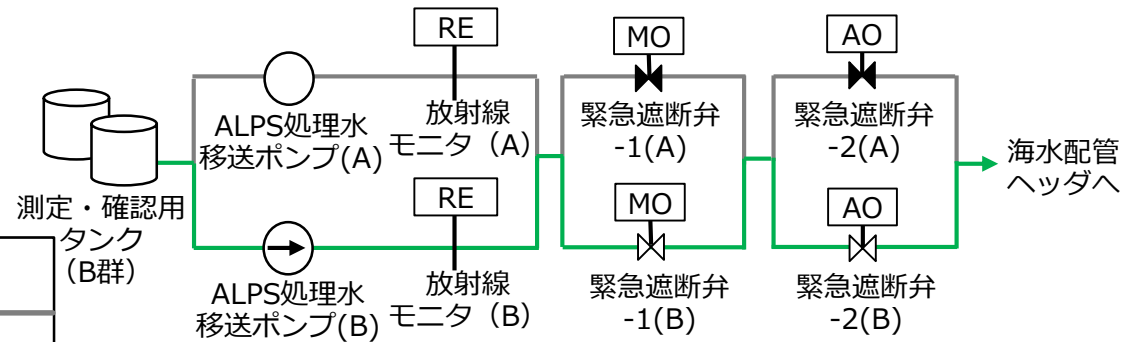 RE
MO
AO
ALPS処理水
移送ポンプ(A)
放射線
モニタ（A）
緊急遮断弁
-1(A)
緊急遮断弁
-2(A)
測定・確認用
タンク
（B群）
海水配管
ヘッダへ
RE
MO
AO
ALPS処理水
移送ポンプ(B)
放射線
モニタ（B）
緊急遮断弁
-1(B)
緊急遮断弁
-2(B)